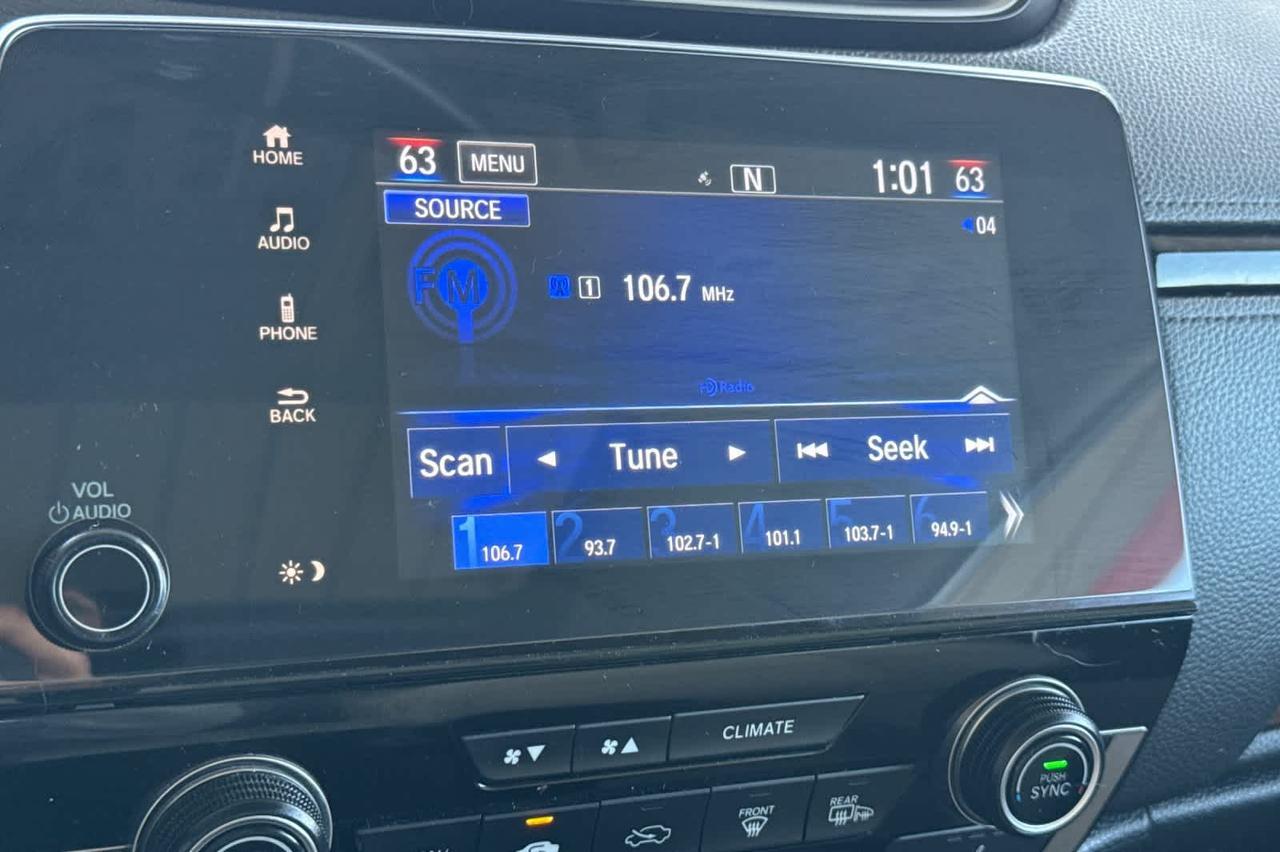 HOME
AUDIO
PHONE
BACK
VOL
AUDIO
63 MENU N 1:01 63
SOURCE
04
FM 1 106.7 MHz
HD Radio
Scan Tune Seek
1 106.7 2 93.7 3 102.7-1 4 101.1 5 103.7-1 6 94.9-1
CLIMATE
FRONT
REAR
PUSH
SYNC